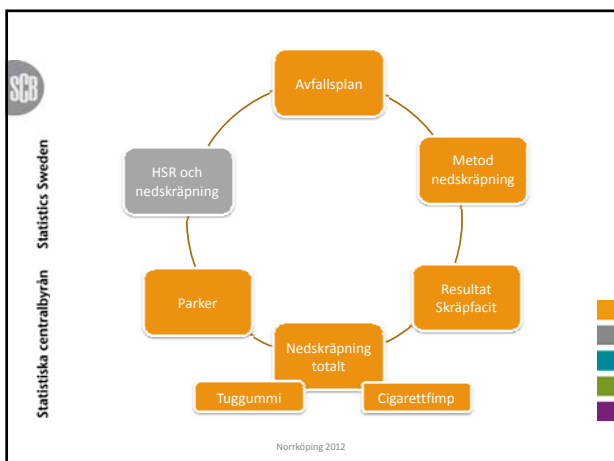 SCB
Statistiska centralbyrån Statistics Sweden
Avfallsplan
Metod
nedskräpning
Resultat
Skräpfacit
Nedskräpning
totalt
Tuggummi
Cigarettfimp
Parker
HSR och
nedskräpning
Norrköping 2012